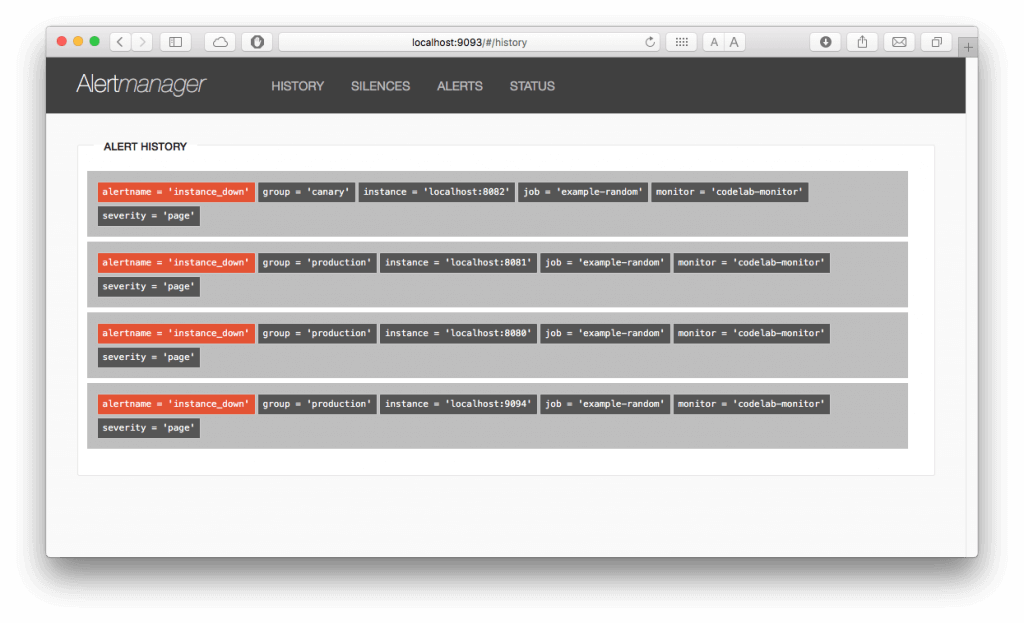 localhost:9093/#/history
A A
Alertmanager HISTORY SILENCES ALERTS STATUS
ALERT HISTORY
alertname = 'instance_down' group = 'canary' instance = 'localhost:8082' job = 'example-random' monitor = 'codelab-monitor'
severity = 'page'
alertname = 'instance_down' group = 'production' instance = 'localhost:8081' job = 'example-random' monitor = 'codelab-monitor'
severity = 'page'
alertname = 'instance_down' group = 'production' instance = 'localhost:8080' job = 'example-random' monitor = 'codelab-monitor'
severity = 'page'
alertname = 'instance_down' group = 'production' instance = 'localhost:9094' job = 'example-random' monitor = 'codelab-monitor'
severity = 'page'